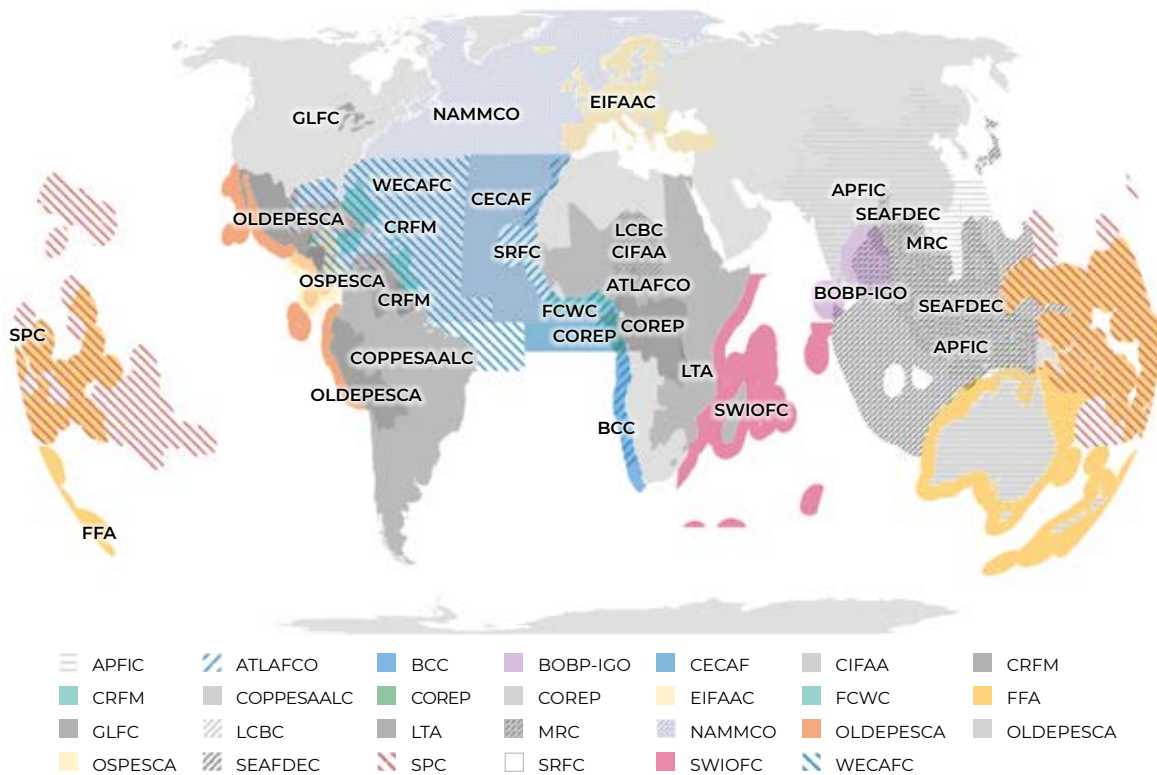 EIFAAC
GLFC
NAMMCO
WECAFC
APFIC
CECAF
SEAFDEC
OLDEPESCA
CRFM
LCBC
MRC
SRFC
CIFAA
OSPESCA
ATLAFCO
BOBP-IGO
CRFM
FCWC
SEAFDEC
SPC
COREP
COREP
APFIC
COPPESAALC
LTA
OLDEPESCA
SWIOFC
BCC
FFA
APFIC ATLAFCO BCC BOBP-IGO CECAF CIFAA CRFM
CRFM COPPESAALC COREP COREP EIFAAC FCWC FFA
GLFC LCBC LTA MRC NAMMCO OLDEPESCA OLDEPESCA
OSPESCA SEAFDEC SPC SRFC SWIOFC WECAFC